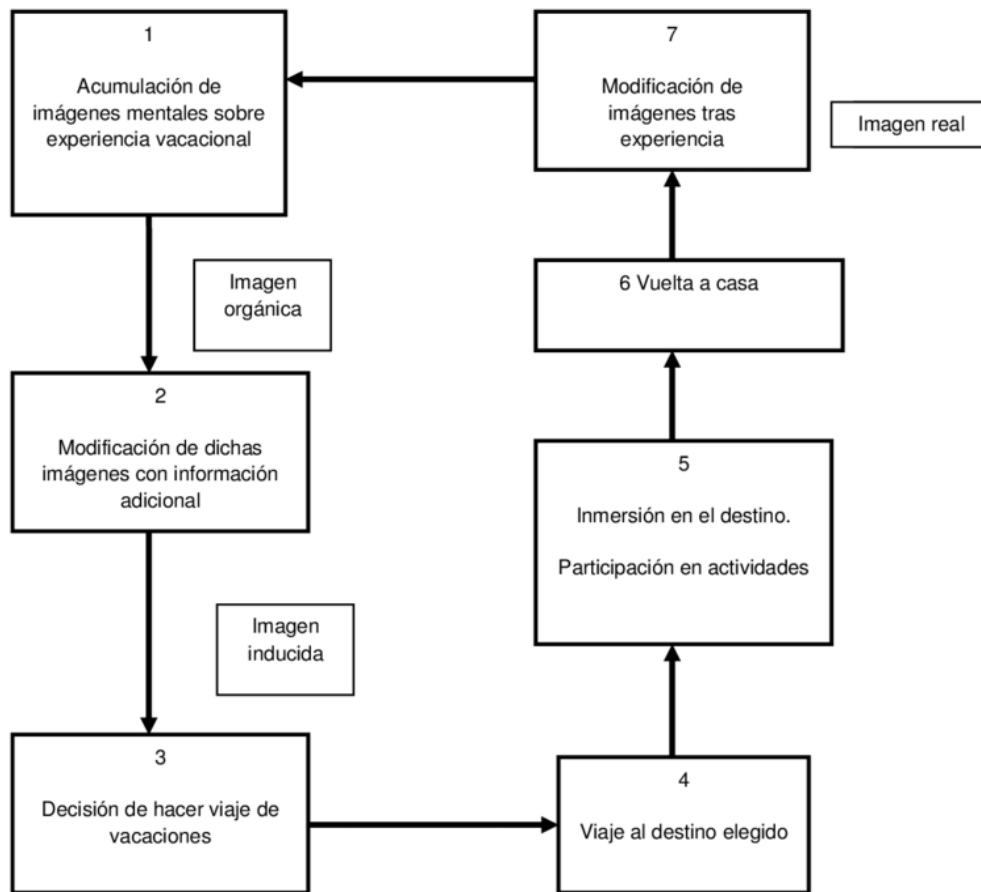 1
Acumulación de
imágenes mentales sobre
experiencia vacacional
Imagen
orgánica
2
Modificación de dichas
imágenes con información
adicional
Imagen
inducida
3
Decisión de hacer viaje de
vacaciones
4
Viaje al destino elegido
5
Inmersión en el destino.
Participación en actividades
6 Vuelta a casa
7
Modificación de
imágenes tras
experiencia
Imagen real